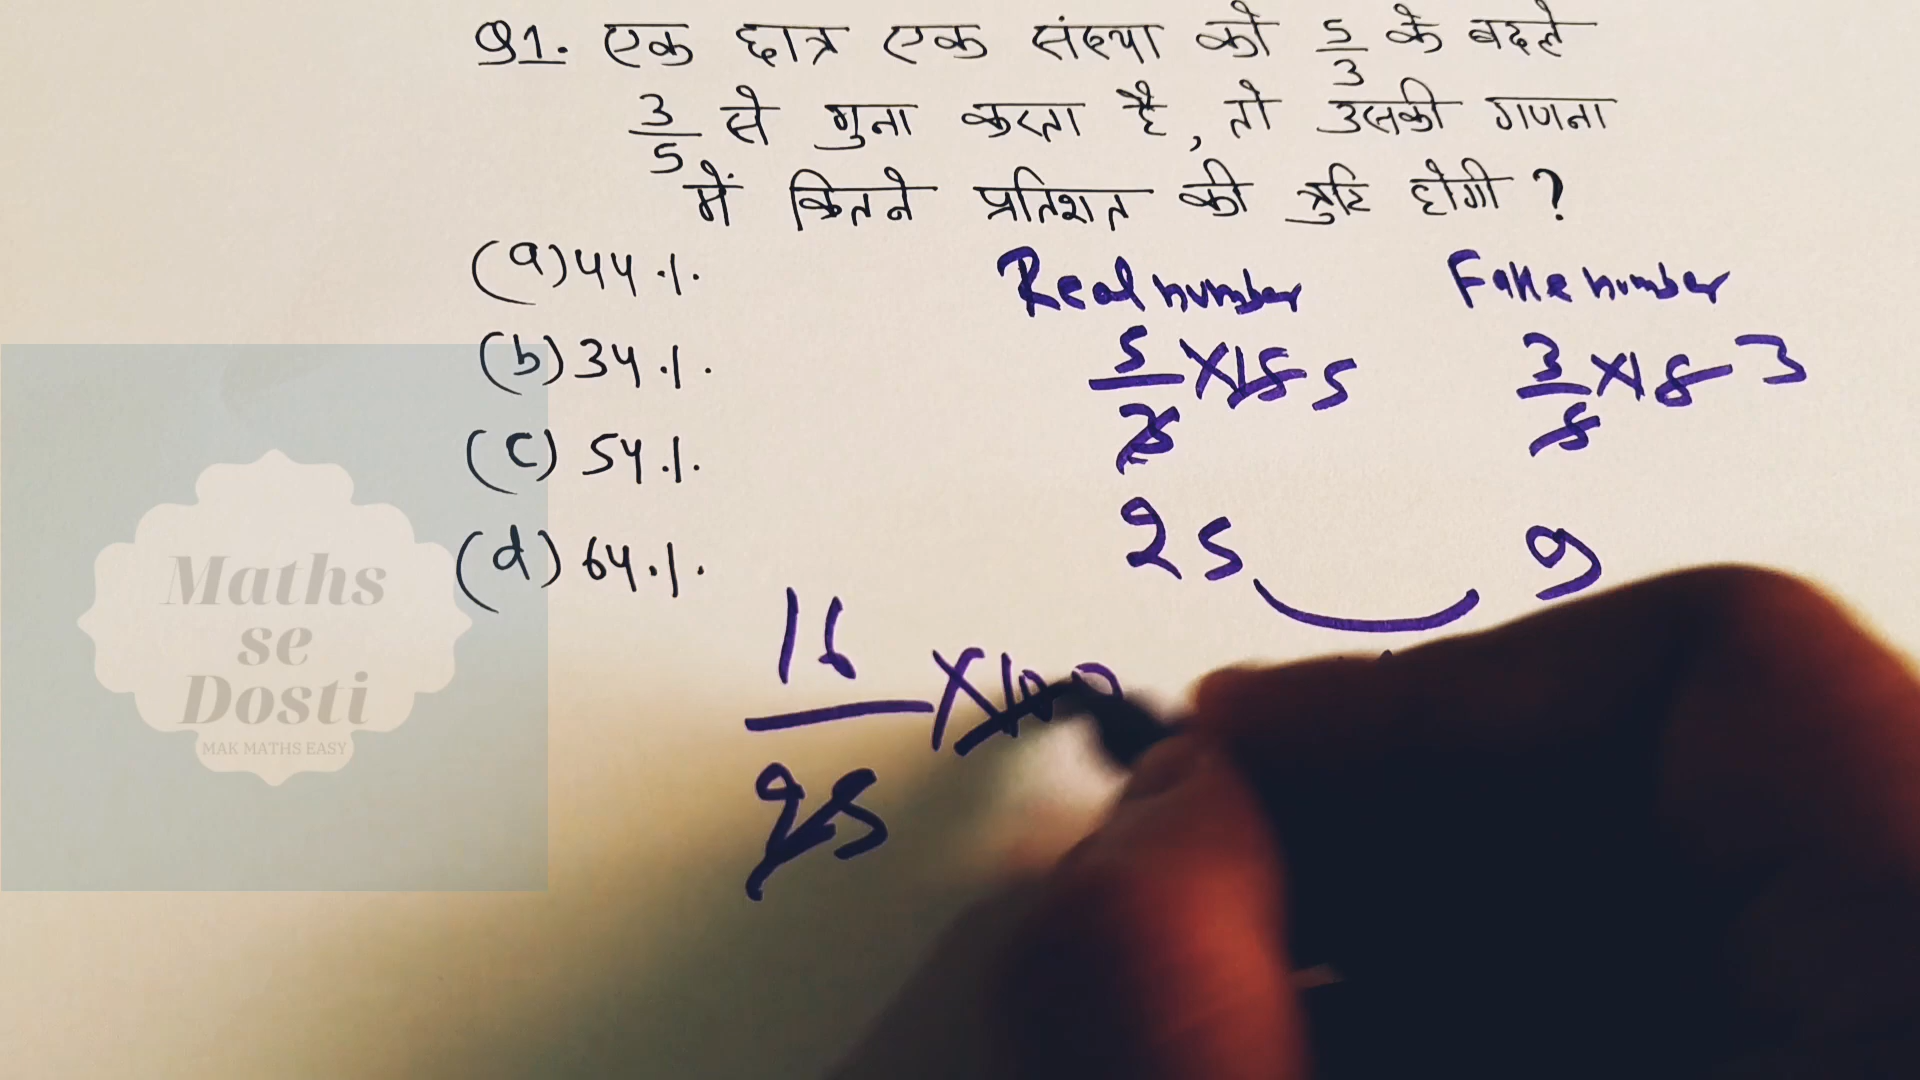 Q1. एक छात्र एक संख्या को 5/3 के बदले
3/5 से गुना करता है, तो उसकी गणना
में कितने प्रतिशत की त्रुटि होगी ?
(a) 44%.
(b) 34%.
(c) 54%.
(d) 64%.
Real number Fake number
5/3 × 15 5 3/5 × 15 3
25 9
16/25 × 100
Maths
se
Dosti
MAK MATHS EASY